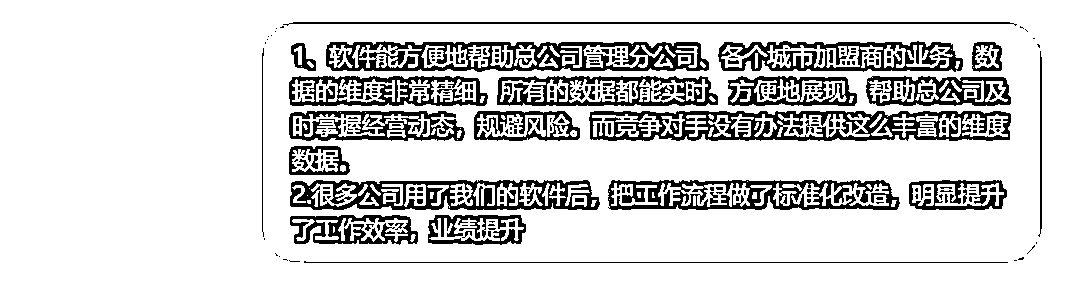 1、软件能方便地帮助总公司管理分公司、各个城市加盟商的业务，数
据的维度非常精细，所有的数据都能实时、方便地展现，帮助总公司及
时掌握经营动态，规避风险。而竞争对手没有办法提供这么丰富的维度
数据。
2.很多公司用了我们的软件后，把工作流程做了标准化改造，明显提升
了工作效率，业绩提升